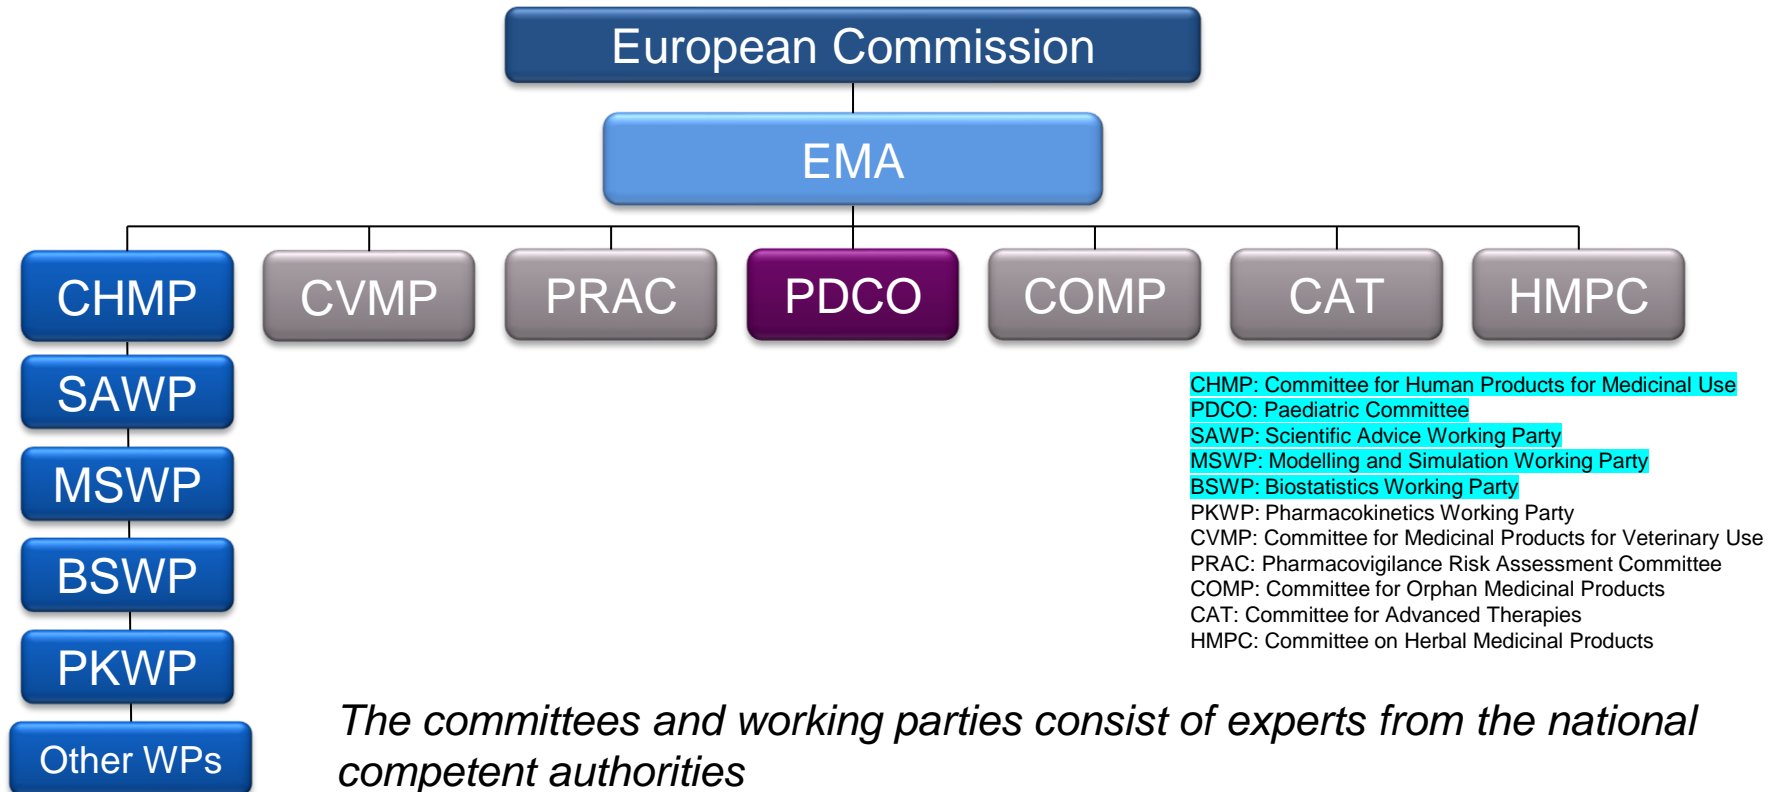 European Commission
EMA
CHMP
CVMP
PRAC
PDCO
COMP
CAT
HMPC
SAWP
MSWP
BSWP
PKWP
Other WPs
CHMP: Committee for Human Products for Medicinal Use
PDCO: Paediatric Committee
SAWP: Scientific Advice Working Party
MSWP: Modelling and Simulation Working Party
BSWP: Biostatistics Working Party
PKWP: Pharmacokinetics Working Party
CVMP: Committee for Medicinal Products for Veterinary Use
PRAC: Pharmacovigilance Risk Assessment Committee
COMP: Committee for Orphan Medicinal Products
CAT: Committee for Advanced Therapies
HMPC: Committee on Herbal Medicinal Products
The committees and working parties consist of experts from the national
competent authorities